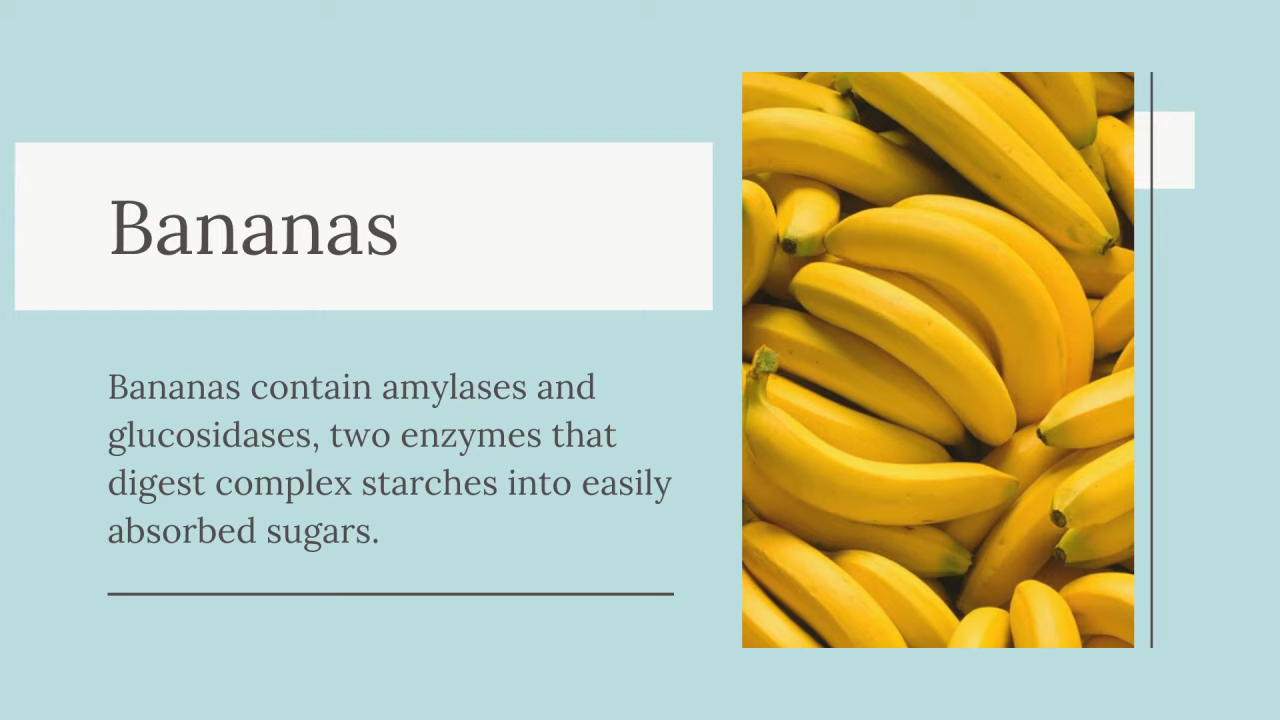 Bananas
Bananas contain amylases and
glucosidases, two enzymes that
digest complex starches into easily
absorbed sugars.